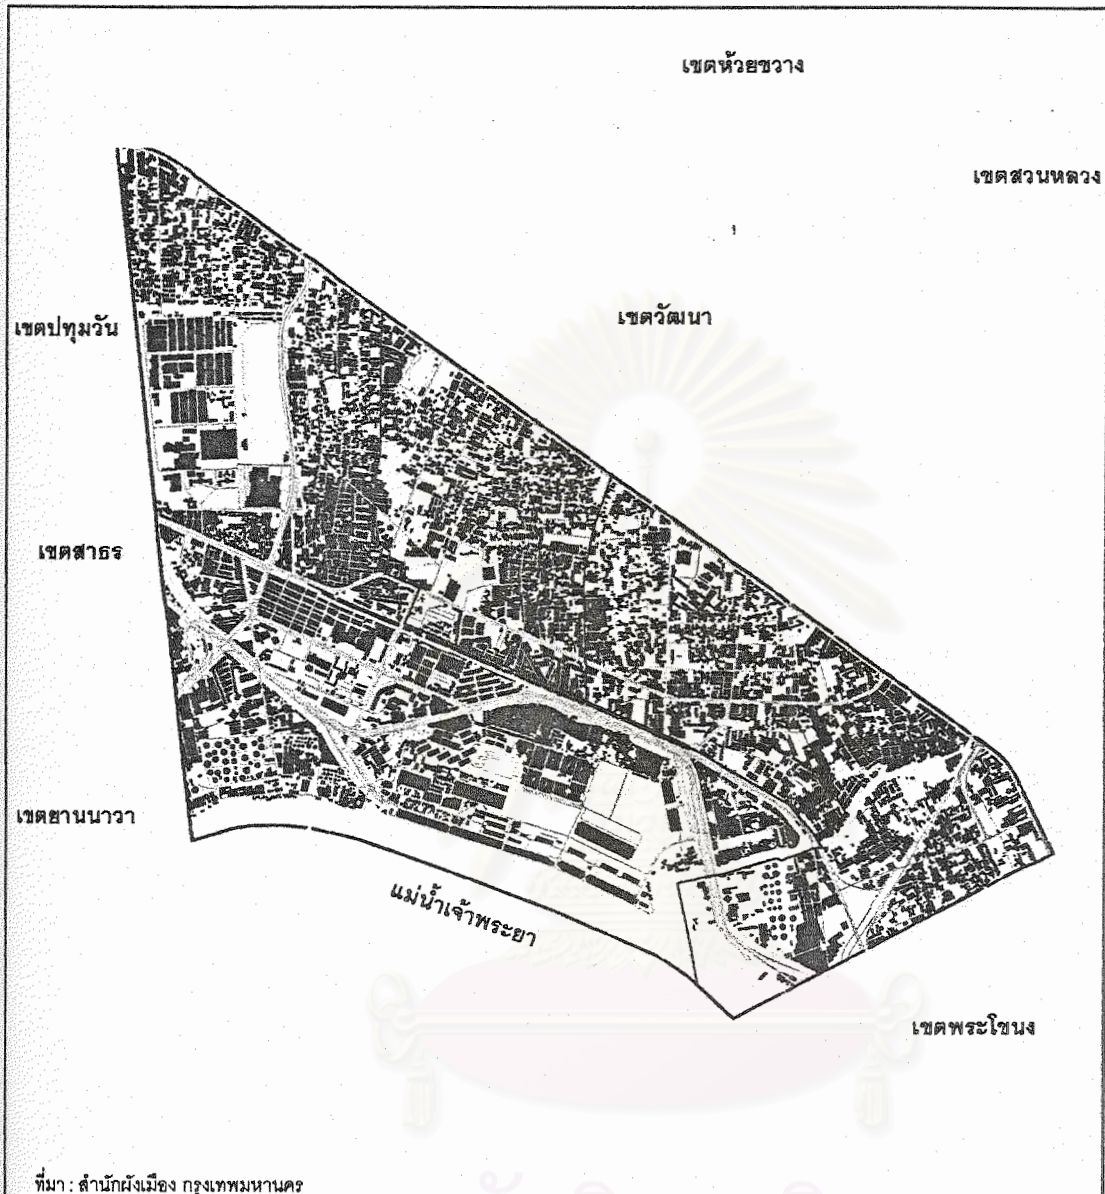 เขตห้วยขวาง
เขตสวนหลวง
เขตวัฒนา
เขตปทุมวัน
เขตสาธร
เขตยานนาวา
แม่น้ำเจ้าพระยา
เขตพระโขนง
ที่มา : สำนักผังเมือง กรุงเทพมหานคร